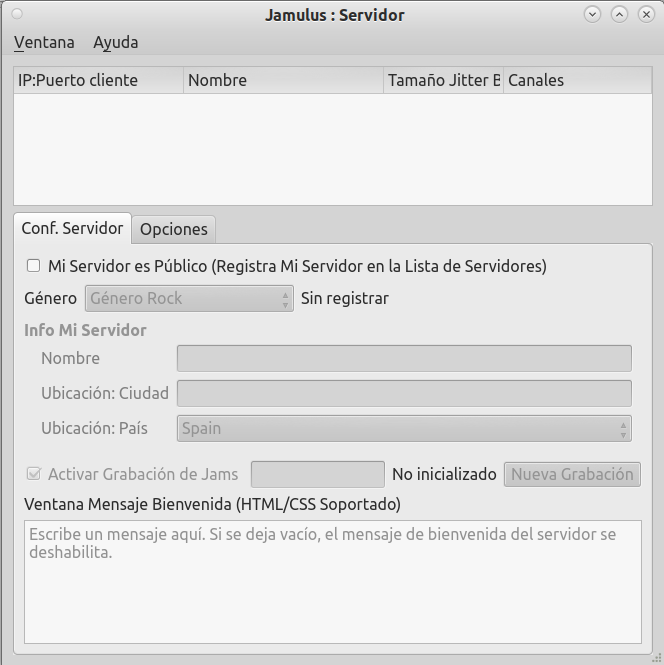 Jamulus : Servidor
Ventana Ayuda
IP:Puerto cliente Nombre Tamaño Jitter B Canales
Conf. Servidor Opciones
Mi Servidor es Público (Registra Mi Servidor en la Lista de Servidores)
Género Género Rock Sin registrar
Info Mi Servidor
Nombre
Ubicación: Ciudad
Ubicación: País Spain
Activar Grabación de Jams No inicializado Nueva Grabación
Ventana Mensaje Bienvenida (HTML/CSS Soportado)
Escribe un mensaje aquí. Si se deja vacío, el mensaje de bienvenida del servidor se
deshabilita.